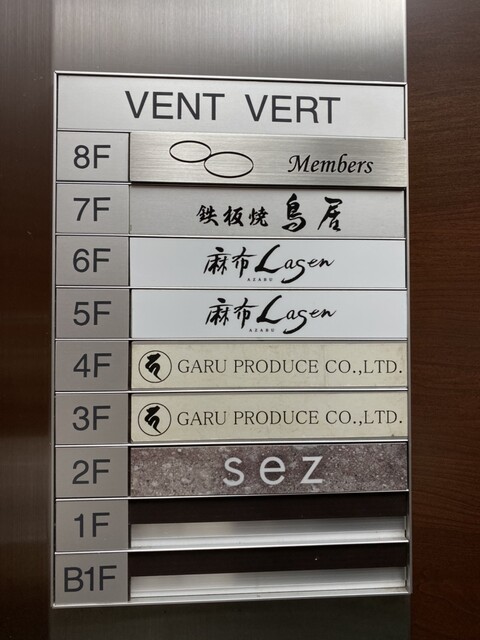 VENT VERT
8F Members
7F 鉄板焼 鳥居
6F 麻布 Lasen
AZABU
5F 麻布 Lasen
AZABU
4F GARU PRODUCE CO.,LTD.
3F GARU PRODUCE CO.,LTD.
2F sez
1F
B1F